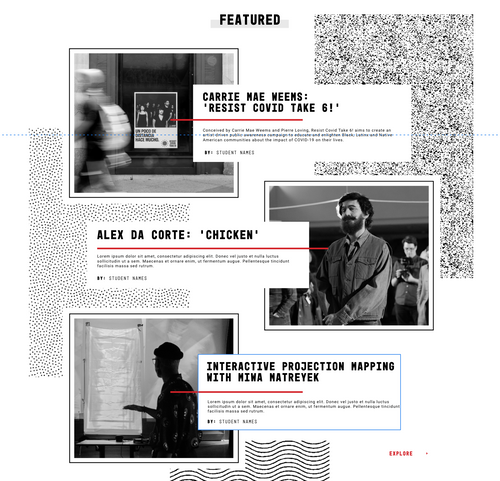 FEATURED
CARRIE MAE WEEMS:
'RESIST COVID TAKE 6!'
Conceived by Carrie Mae Weems and Pierre Loving, Resist Covid Take 6! aims to create an
artist-driven public awareness campaign to educate and enlighten Black, Latinx and Native
American communities about the impact of COVID-19 on their lives.
BY: STUDENT NAMES
UN POCO DE
DISTANCIA
HACE MUCHO.
ALEX DA CORTE: 'CHICKEN'
Lorem ipsum dolor sit amet, consectetur adipiscing elit. Donec vel justo et nulla luctus
sollicitudin ut a sem. Maecenas et ornare enim, ut fermentum augue. Pellentesque tincidunt
facilisis massa sed rutrum.
BY: STUDENT NAMES
INTERACTIVE PROJECTION MAPPING
WITH MIWA MATREYEK
Lorem ipsum dolor sit amet, consectetur adipiscing elit. Donec vel justo et nulla luctus
sollicitudin ut a sem. Maecenas et ornare enim, ut fermentum augue. Pellentesque tincidunt
facilisis massa sed rutrum.
BY: STUDENT NAMES
EXPLORE